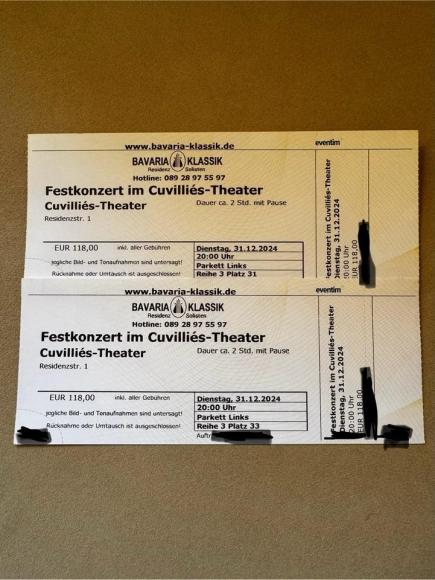 www.bavaria-klassik.de
eventim
BAVARIA KLASSIK
Residenz Solisten
Hotline: 089 28 97 55 97
Festkonzert im Cuvilliés-Theater
Cuvilliés-Theater
Dauer ca. 2 Std. mit Pause
Residenzstr. 1
EUR 118,00
inkl. aller Gebühren
Dienstag, 31.12.2024
20:00 Uhr
jegliche Bild- und Tonaufnahmen sind untersagt!
Parkett Links
Rücknahme oder Umtausch ist ausgeschlossen!
Reihe 3 Platz 31
Festkonzert im Cuvilliés-Theater
Dienstag, 31.12.2024
20:00 Uhr
EUR 118,00
www.bavaria-klassik.de
eventim
BAVARIA KLASSIK
Residenz Solisten
Hotline: 089 28 97 55 97
Festkonzert im Cuvilliés-Theater
Cuvilliés-Theater
Dauer ca. 2 Std. mit Pause
Residenzstr. 1
EUR 118,00
inkl. aller Gebühren
Dienstag, 31.12.2024
20:00 Uhr
jegliche Bild- und Tonaufnahmen sind untersagt!
Parkett Links
Rücknahme oder Umtausch ist ausgeschlossen!
Reihe 3 Platz 33
Festkonzert im Cuvilliés-Theater
Dienstag, 31.12.2024
20:00 Uhr
EUR 118,00